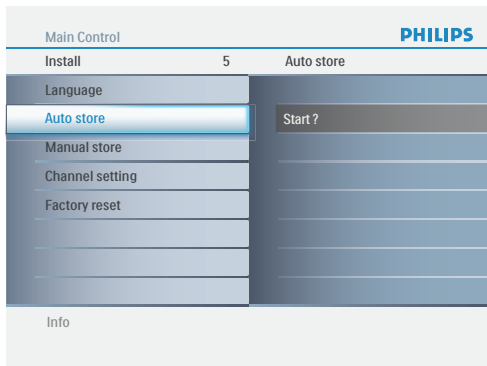 Main Control
PHILIPS
Install 5 Auto store
Language
Auto store Start ?
Manual store
Channel setting
Factory reset
Info